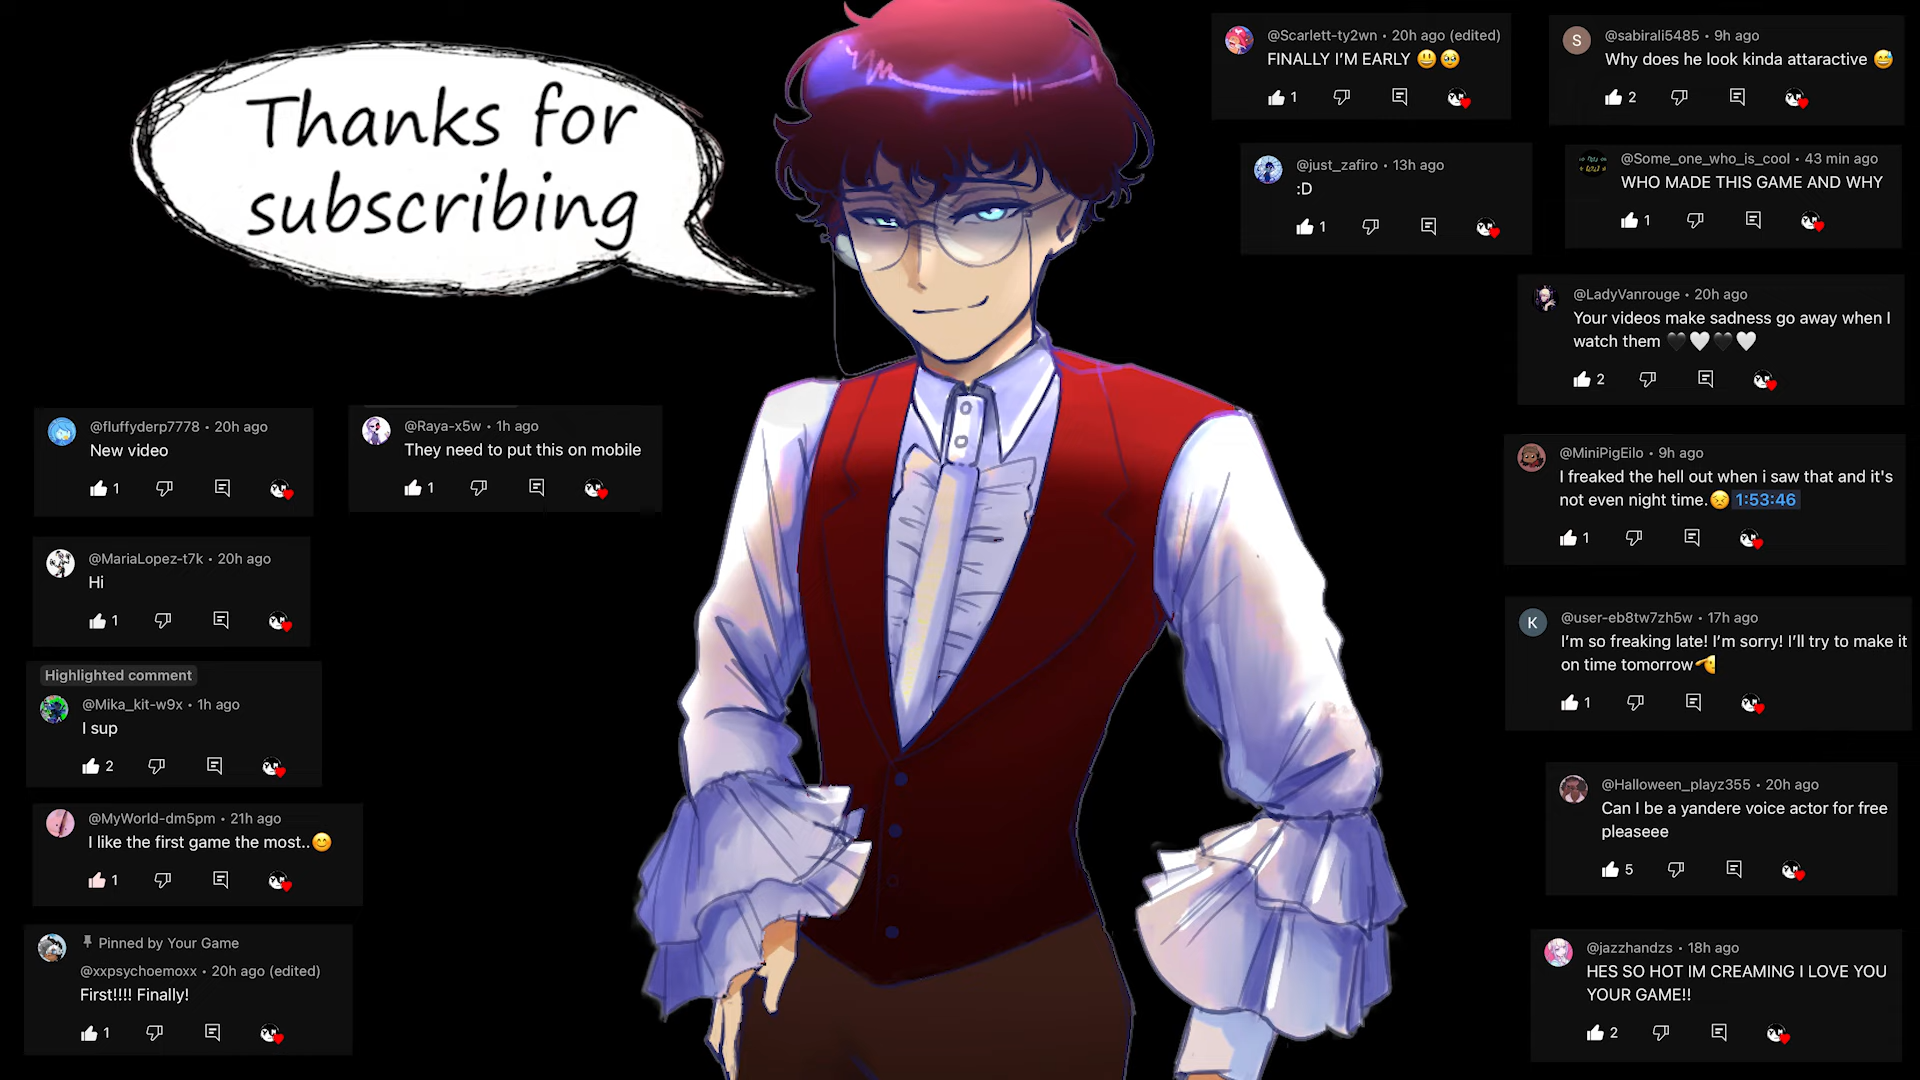 Thanks for
subscribing
@fluffyderp7778 • 20h ago
New video
1
@Raya-x5w • 1h ago
They need to put this on mobile
1
@MariaLopez-t7k • 20h ago
Hi
1
Highlighted comment
@Mika_kit-w9x • 1h ago
I sup
2
@MyWorld-dm5pm • 21h ago
I like the first game the most..😊
1
Pinned by Your Game
@xxpsychoemoxx • 20h ago (edited)
First!!!! Finally!
1
@Scarlett-ty2wn • 20h ago (edited)
FINALLY I'M EARLY 😃🥹
1
@sabirali5485 • 9h ago
S
Why does he look kinda attaractive 😅
2
@just_zafiro • 13h ago
:D
1
@Some_one_who_is_cool • 43 min ago
WHO MADE THIS GAME AND WHY
1
@LadyVanrouge • 20h ago
Your videos make sadness go away when I
watch them 🖤🤍🖤🤍
2
@MiniPigEilo • 9h ago
I freaked the hell out when i saw that and it's
not even night time.😣 1:53:46
1
@user-eb8tw7zh5w • 17h ago
K
I'm so freaking late! I'm sorry! I'll try to make it
on time tomorrow🫡
1
@Halloween_playz355 • 20h ago
Can I be a yandere voice actor for free
pleaseee
5
@jazzhandzs • 18h ago
HES SO HOT IM CREAMING I LOVE YOU
YOUR GAME!!
2